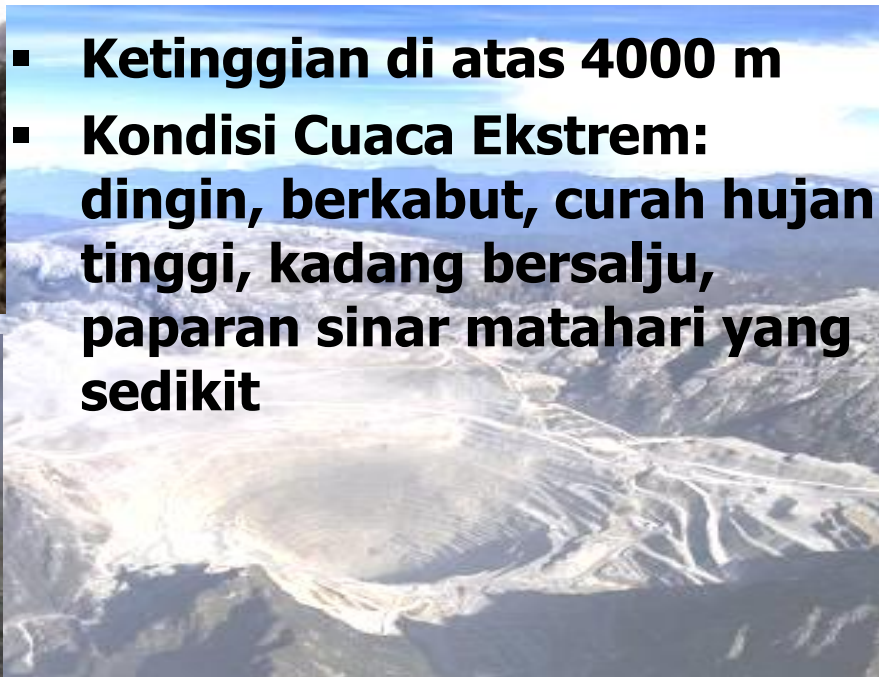 ▪ Ketinggian di atas 4000 m
▪ Kondisi Cuaca Ekstrem:
dingin, berkabut, curah hujan
tinggi, kadang bersalju,
paparan sinar matahari yang
sedikit